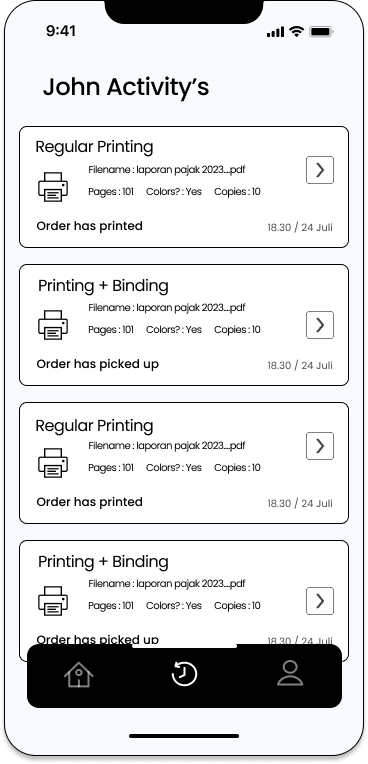 9:41
John Activity’s
Regular Printing
Filename : laporan pajak 2023....pdf
Pages : 101 Colors? : Yes Copies : 10
Order has printed 18.30 / 24 Juli
Printing + Binding
Filename : laporan pajak 2023....pdf
Pages : 101 Colors? : Yes Copies : 10
Order has picked up 18.30 / 24 Juli
Regular Printing
Filename : laporan pajak 2023....pdf
Pages : 101 Colors? : Yes Copies : 10
Order has printed 18.30 / 24 Juli
Printing + Binding
Filename : laporan pajak 2023....pdf
Pages : 101 Colors? : Yes Copies : 10
Order has picked up 18.30 / 24 Juli